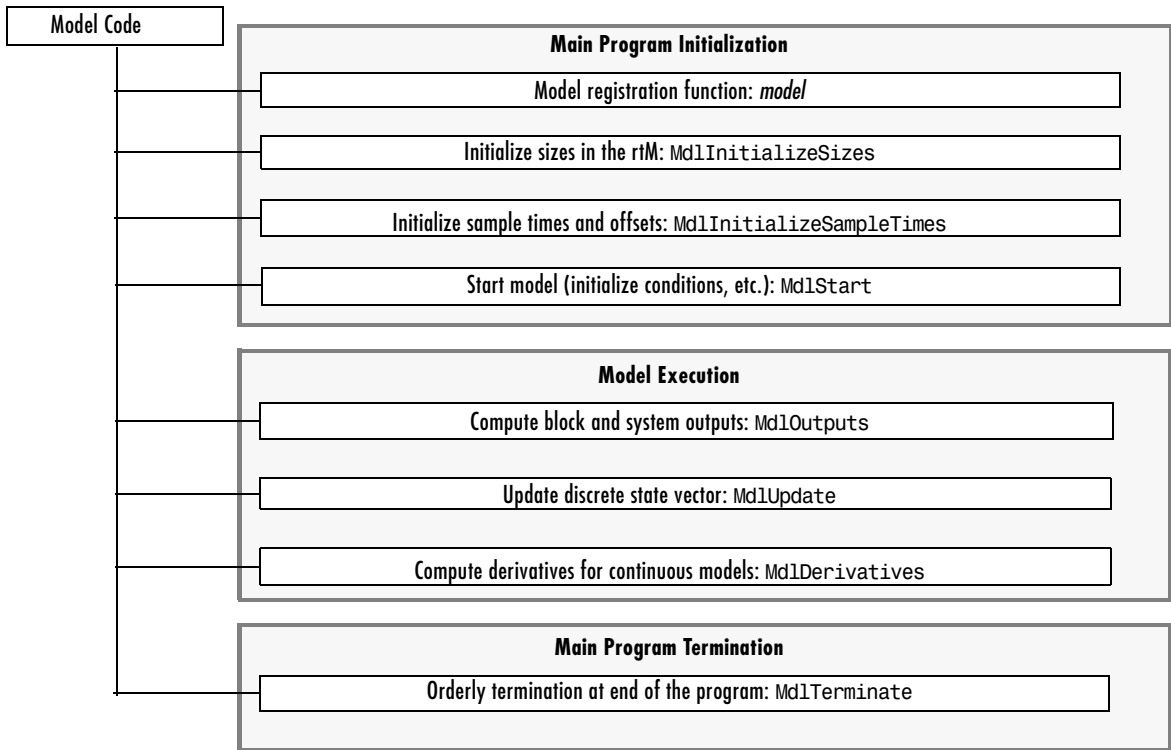 Model Code
Main Program Initialization
Model registration function: model
Initialize sizes in the rtM: MdlInitializeSizes
Initialize sample times and offsets: MdlInitializeSampleTimes
Start model (initialize conditions, etc.): MdlStart
Model Execution
Compute block and system outputs: MdlOutputs
Update discrete state vector: MdlUpdate
Compute derivatives for continuous models: MdlDerivatives
Main Program Termination
Orderly termination at end of the program: MdlTerminate